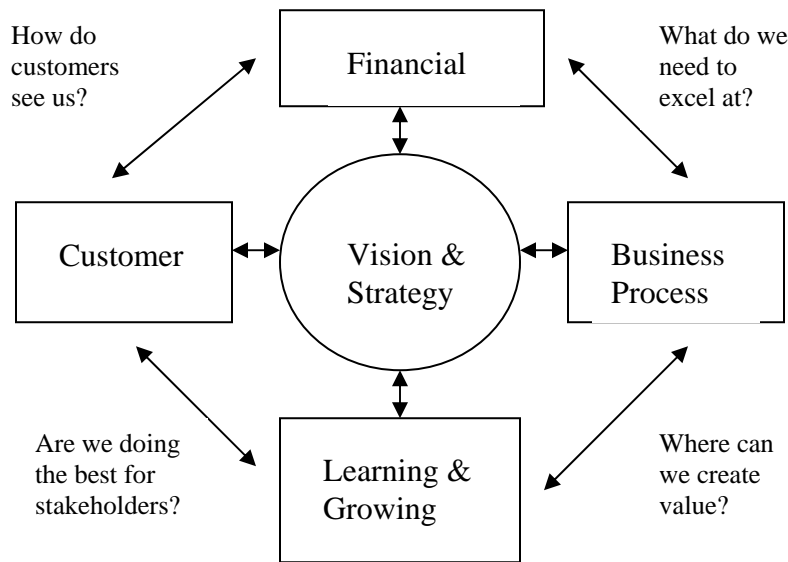 How do
customers
see us?
Financial
What do we
need to
excel at?
Customer
Vision &
Strategy
Business
Process
Are we doing
the best for
stakeholders?
Learning &
Growing
Where can
we create
value?